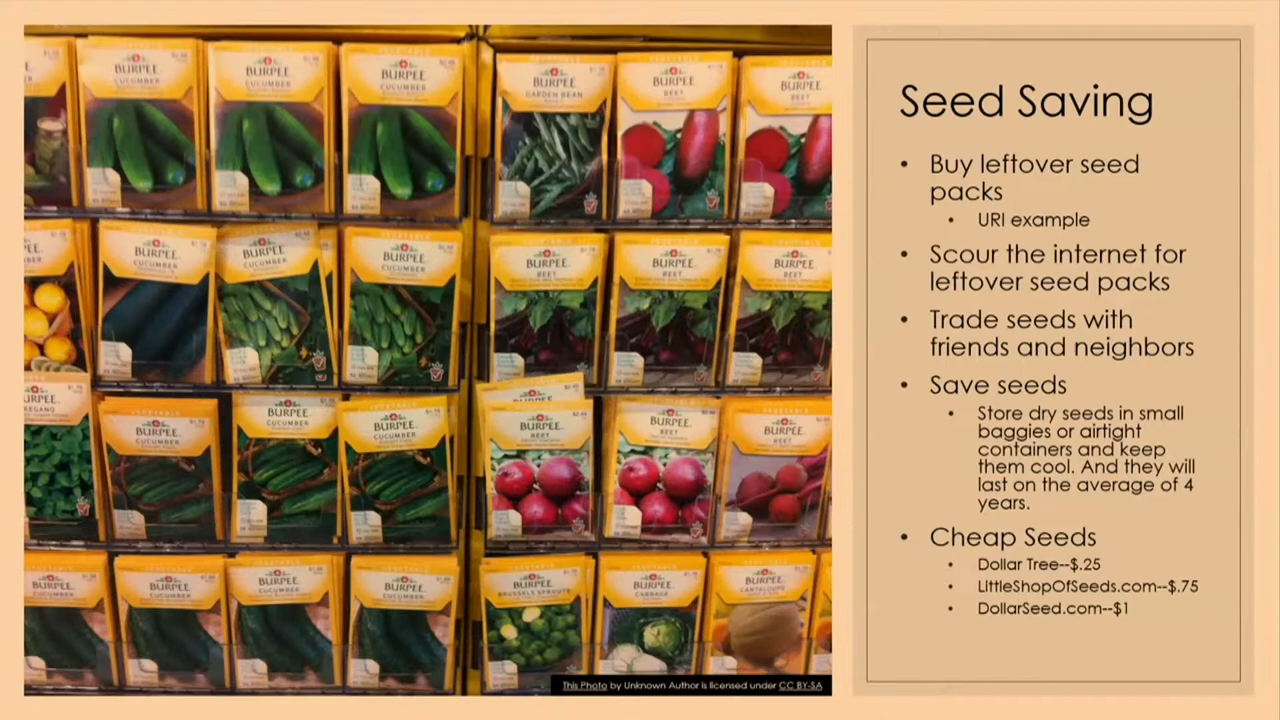 BURPEE
CUCUMBER
BURPEE
CUCUMBER
BURPEE
CUCUMBER
BURPEE
GARDEN BEAN
BURPEE
BEET
BURPEE
BEET
BURPEE
CUCUMBER
BURPEE
CUCUMBER
BURPEE
CUCUMBER
BURPEE
BEET
BURPEE
BEET
BURPEE
BEET
BURPEE
CUCUMBER
BURPEE
CUCUMBER
BURPEE
CUCUMBER
BURPEE
BEET
BURPEE
BEET
BURPEE
BEET
BURPEE
CUCUMBER
BURPEE
CUCUMBER
BURPEE
CUCUMBER
BURPEE
CUCUMBER
BURPEE
BRUSSELS SPROUTS
BURPEE
CABBAGE
BURPEE
CANTALOUPE
This Photo by Unknown Author is licensed under CC BY-SA
Seed Saving
• Buy leftover seed
packs
• URI example
• Scour the internet for
leftover seed packs
• Trade seeds with
friends and neighbors
• Save seeds
• Store dry seeds in small
baggies or airtight
containers and keep
them cool. And they will
last on the average of 4
years.
• Cheap Seeds
• Dollar Tree--$.25
• LittleShopOfSeeds.com--$.75
• DollarSeed.com--$1